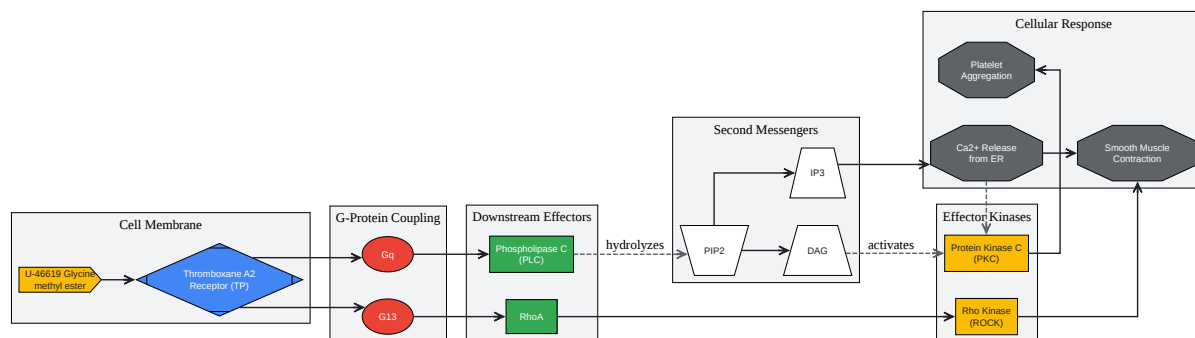 Cellular Response
Platelet
Aggregation
Second Messengers
Ca2+ Release
from ER
Smooth Muscle
Contraction
IP3
Cell Membrane
G-Protein Coupling
Downstream Effectors
Effector Kinases
U-46619 Glycine
methyl ester
Thromboxane A2
Receptor (TP)
Gq
Phospholipase C
(PLC)
hydrolyzes
PIP2
DAG
activates
Protein Kinase C
(PKC)
G13
RhoA
Rho Kinase
(ROCK)